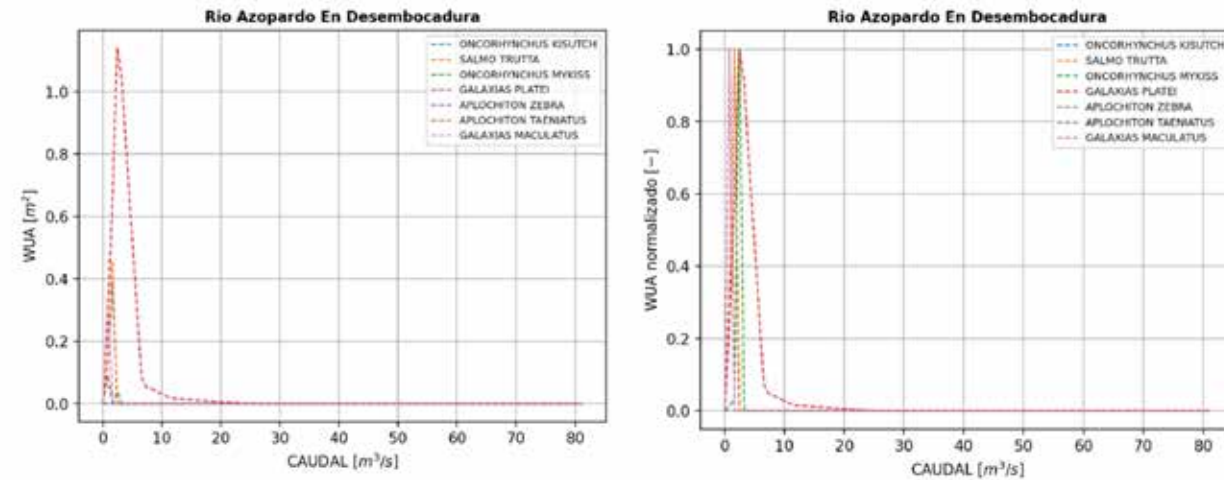 Rio Azopardo En Desembocadura
WUA [m²]
1.0
0.8
0.6
0.4
0.2
0.0
ONCORHYNCHUS KISUTCH
SALMO TRUTTA
ONCORHYNCHUS MYKISS
GALAXIAS PLATEI
APLOCHITON ZEBRA
APLOCHITON TAENIATUS
GALAXIAS MACULATUS
0 10 20 30 40 50 60 70 80
CAUDAL [m³/s]
Rio Azopardo En Desembocadura
WUA normalizado [−]
1.0
0.8
0.6
0.4
0.2
0.0
ONCORHYNCHUS KISUTCH
SALMO TRUTTA
ONCORHYNCHUS MYKISS
GALAXIAS PLATEI
APLOCHITON ZEBRA
APLOCHITON TAENIATUS
GALAXIAS MACULATUS
0 10 20 30 40 50 60 70 80
CAUDAL [m³/s]